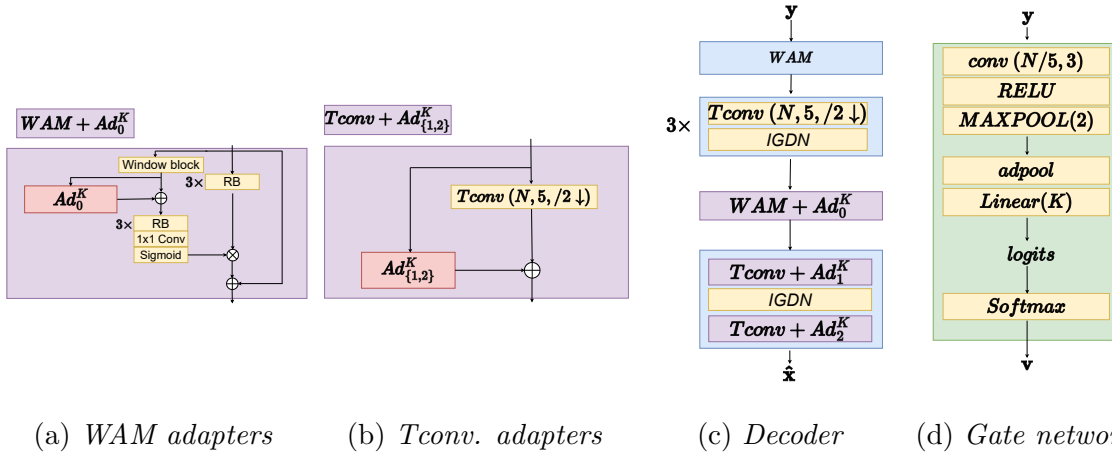 WAM + Ad_0^K
Window block
3× RB
Ad_0^K
3× RB
1x1 Conv
Sigmoid
(a) WAM adapters
Tconv + Ad_{1,2}^K
Tconv (N, 5, /2 ↓)
Ad_{1,2}^K
(b) Tconv. adapters
y
WAM
3×
Tconv (N, 5, /2 ↓)
IGDN
WAM + Ad_0^K
Tconv + Ad_1^K
IGDN
Tconv + Ad_2^K
x̂
(c) Decoder
y
conv (N/5, 3)
RELU
MAXPOOL(2)
adpool
Linear(K)
logits
Softmax
v
(d) Gate networ